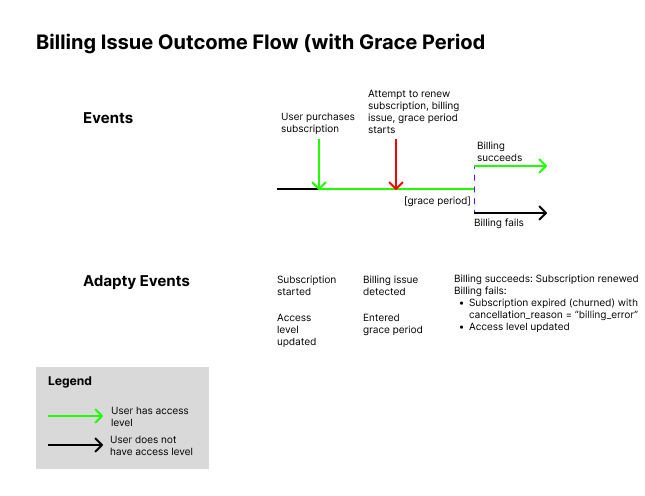 Billing Issue Outcome Flow (with Grace Period
Events
User purchases
subscription
Attempt to renew
subscription, billing
issue, grace period
starts
Billing
succeeds
[grace period]
Billing fails
Adapty Events
Subscription
started
Access
level
updated
Billing issue
detected
Entered
grace period
Billing succeeds: Subscription renewed
Billing fails:
• Subscription expired (churned) with
cancellation_reason = “billing_error”
• Access level updated
Legend
User has access
level
User does not
have access level